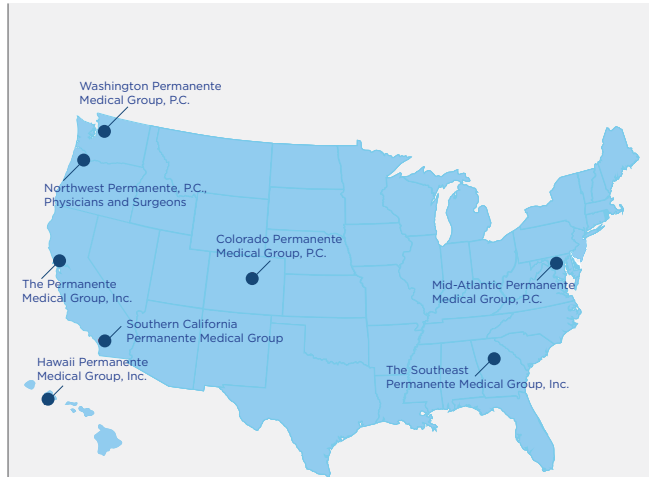 Washington Permanente
Medical Group, P.C.
Northwest Permanente, P.C.,
Physicians and Surgeons
Colorado Permanente
Medical Group, P.C.
The Permanente
Medical Group, Inc.
Mid-Atlantic Permanente
Medical Group, P.C.
Southern California
Permanente Medical Group
Hawaii Permanente
Medical Group, Inc.
The Southeast
Permanente Medical Group, Inc.